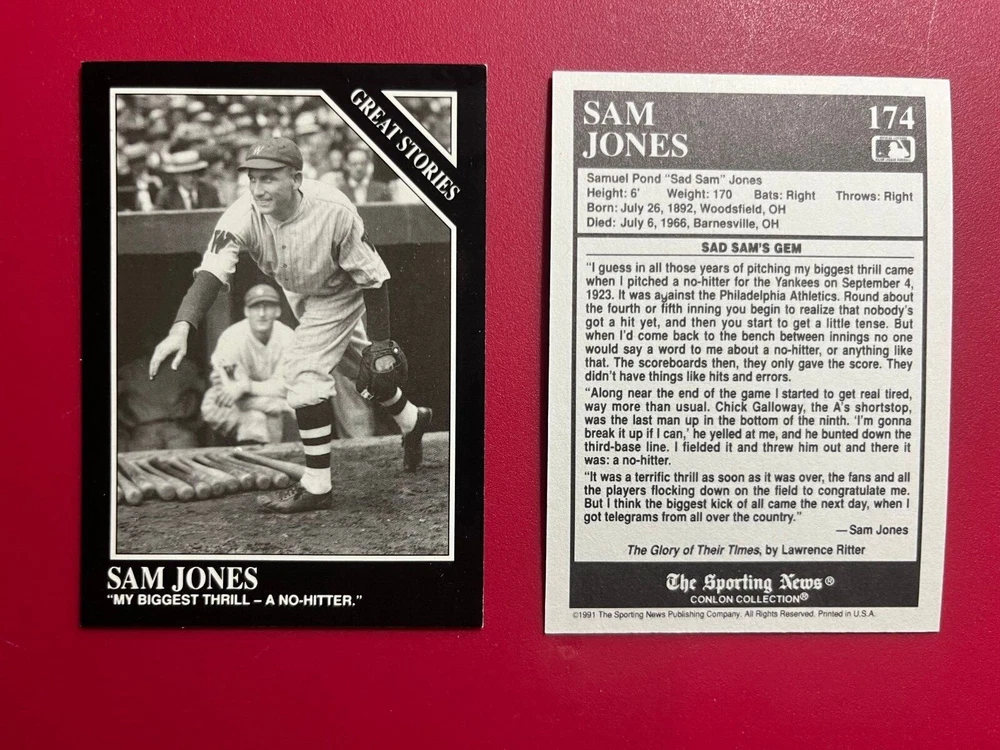 GREAT STORIES
W
W
SAM JONES
"MY BIGGEST THRILL – A NO-HITTER."
SAM
JONES
174
Samuel Pond "Sad Sam" Jones
Height: 6' Weight: 170 Bats: Right Throws: Right
Born: July 26, 1892, Woodsfield, OH
Died: July 6, 1966, Barnesville, OH
SAD SAM'S GEM
"I guess in all those years of pitching my biggest thrill came
when I pitched a no-hitter for the Yankees on September 4,
1923. It was against the Philadelphia Athletics. Round about
the fourth or fifth inning you begin to realize that nobody's
got a hit yet, and then you start to get a little tense. But
when I'd come back to the bench between innings no one
would say a word to me about a no-hitter, or anything like
that. The scoreboards then, they only gave the score. They
didn't have things like hits and errors.
"Along near the end of the game I started to get real tired,
way more than usual. Chick Galloway, the A's shortstop,
was the last man up in the bottom of the ninth. 'I'm gonna
break it up if I can,' he yelled at me, and he bunted down the
third-base line. I fielded it and threw him out and there it
was: a no-hitter.
"It was a terrific thrill as soon as it was over, the fans and all
the players flocking down on the field to congratulate me.
But I think the biggest kick of all came the next day, when I
got telegrams from all over the country."
—Sam Jones
The Glory of Their Times, by Lawrence Ritter
The Sporting News®
CONLON COLLECTION®
©1991 The Sporting News Publishing Company. All Rights Reserved. Printed in U.S.A.